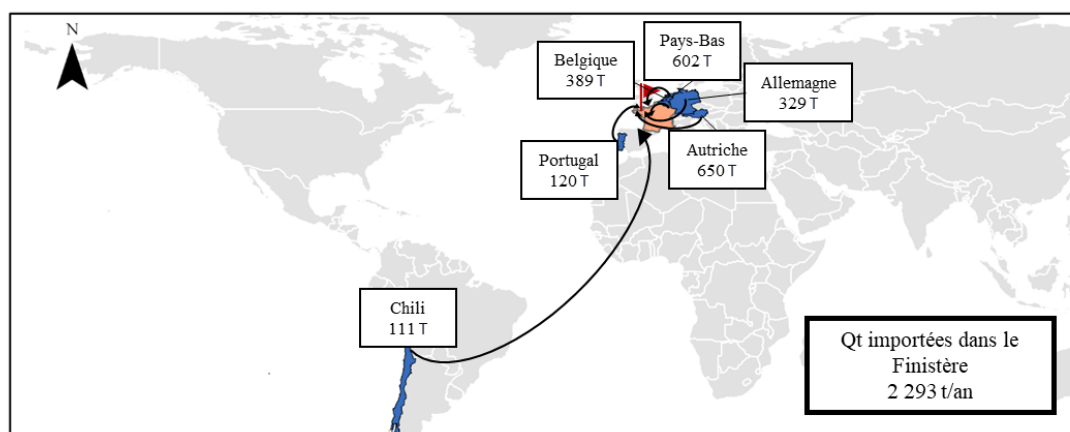 N
Pays-Bas
602 T
Belgique
389 T
Allemagne
329 T
Portugal
120 T
Autriche
650 T
Chili
111 T
Qt importées dans le
Finistère
2 293 t/an